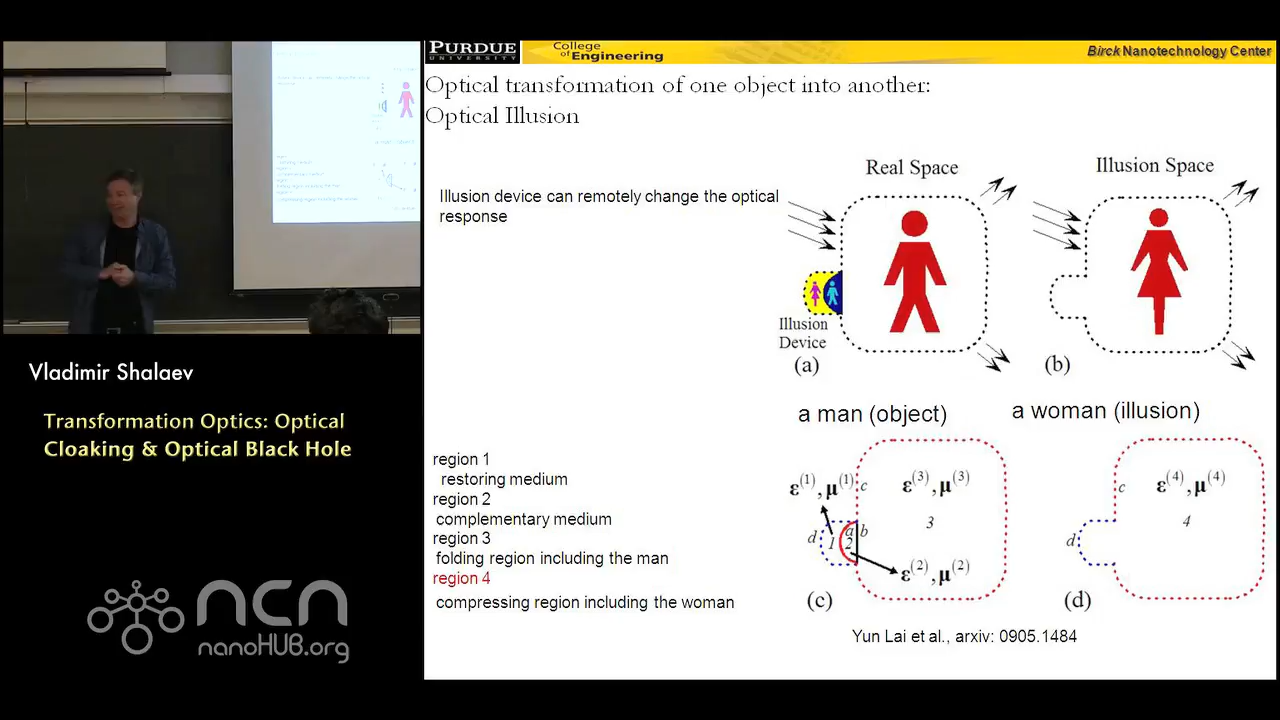 PURDUE
UNIVERSITY
College
of Engineering
Birck Nanotechnology Center
Optical transformation of one object into another:
Optical Illusion
Illusion device can remotely change the optical
response
Real Space
Illusion Space
Illusion
Device
(a)
(b)
a man (object)
a woman (illusion)
Vladimir Shalaev
Transformation Optics: Optical
Cloaking & Optical Black Hole
region 1
restoring medium
region 2
complementary medium
region 3
folding region including the man
region 4
compressing region including the woman
ε(1), μ(1)
c
ε(3), μ(3)
3
d
1
a
2
b
ε(2), μ(2)
(c)
c
ε(4), μ(4)
4
d
(d)
Yun Lai et al., arxiv: 0905.1484
ncn
nanoHUB.org